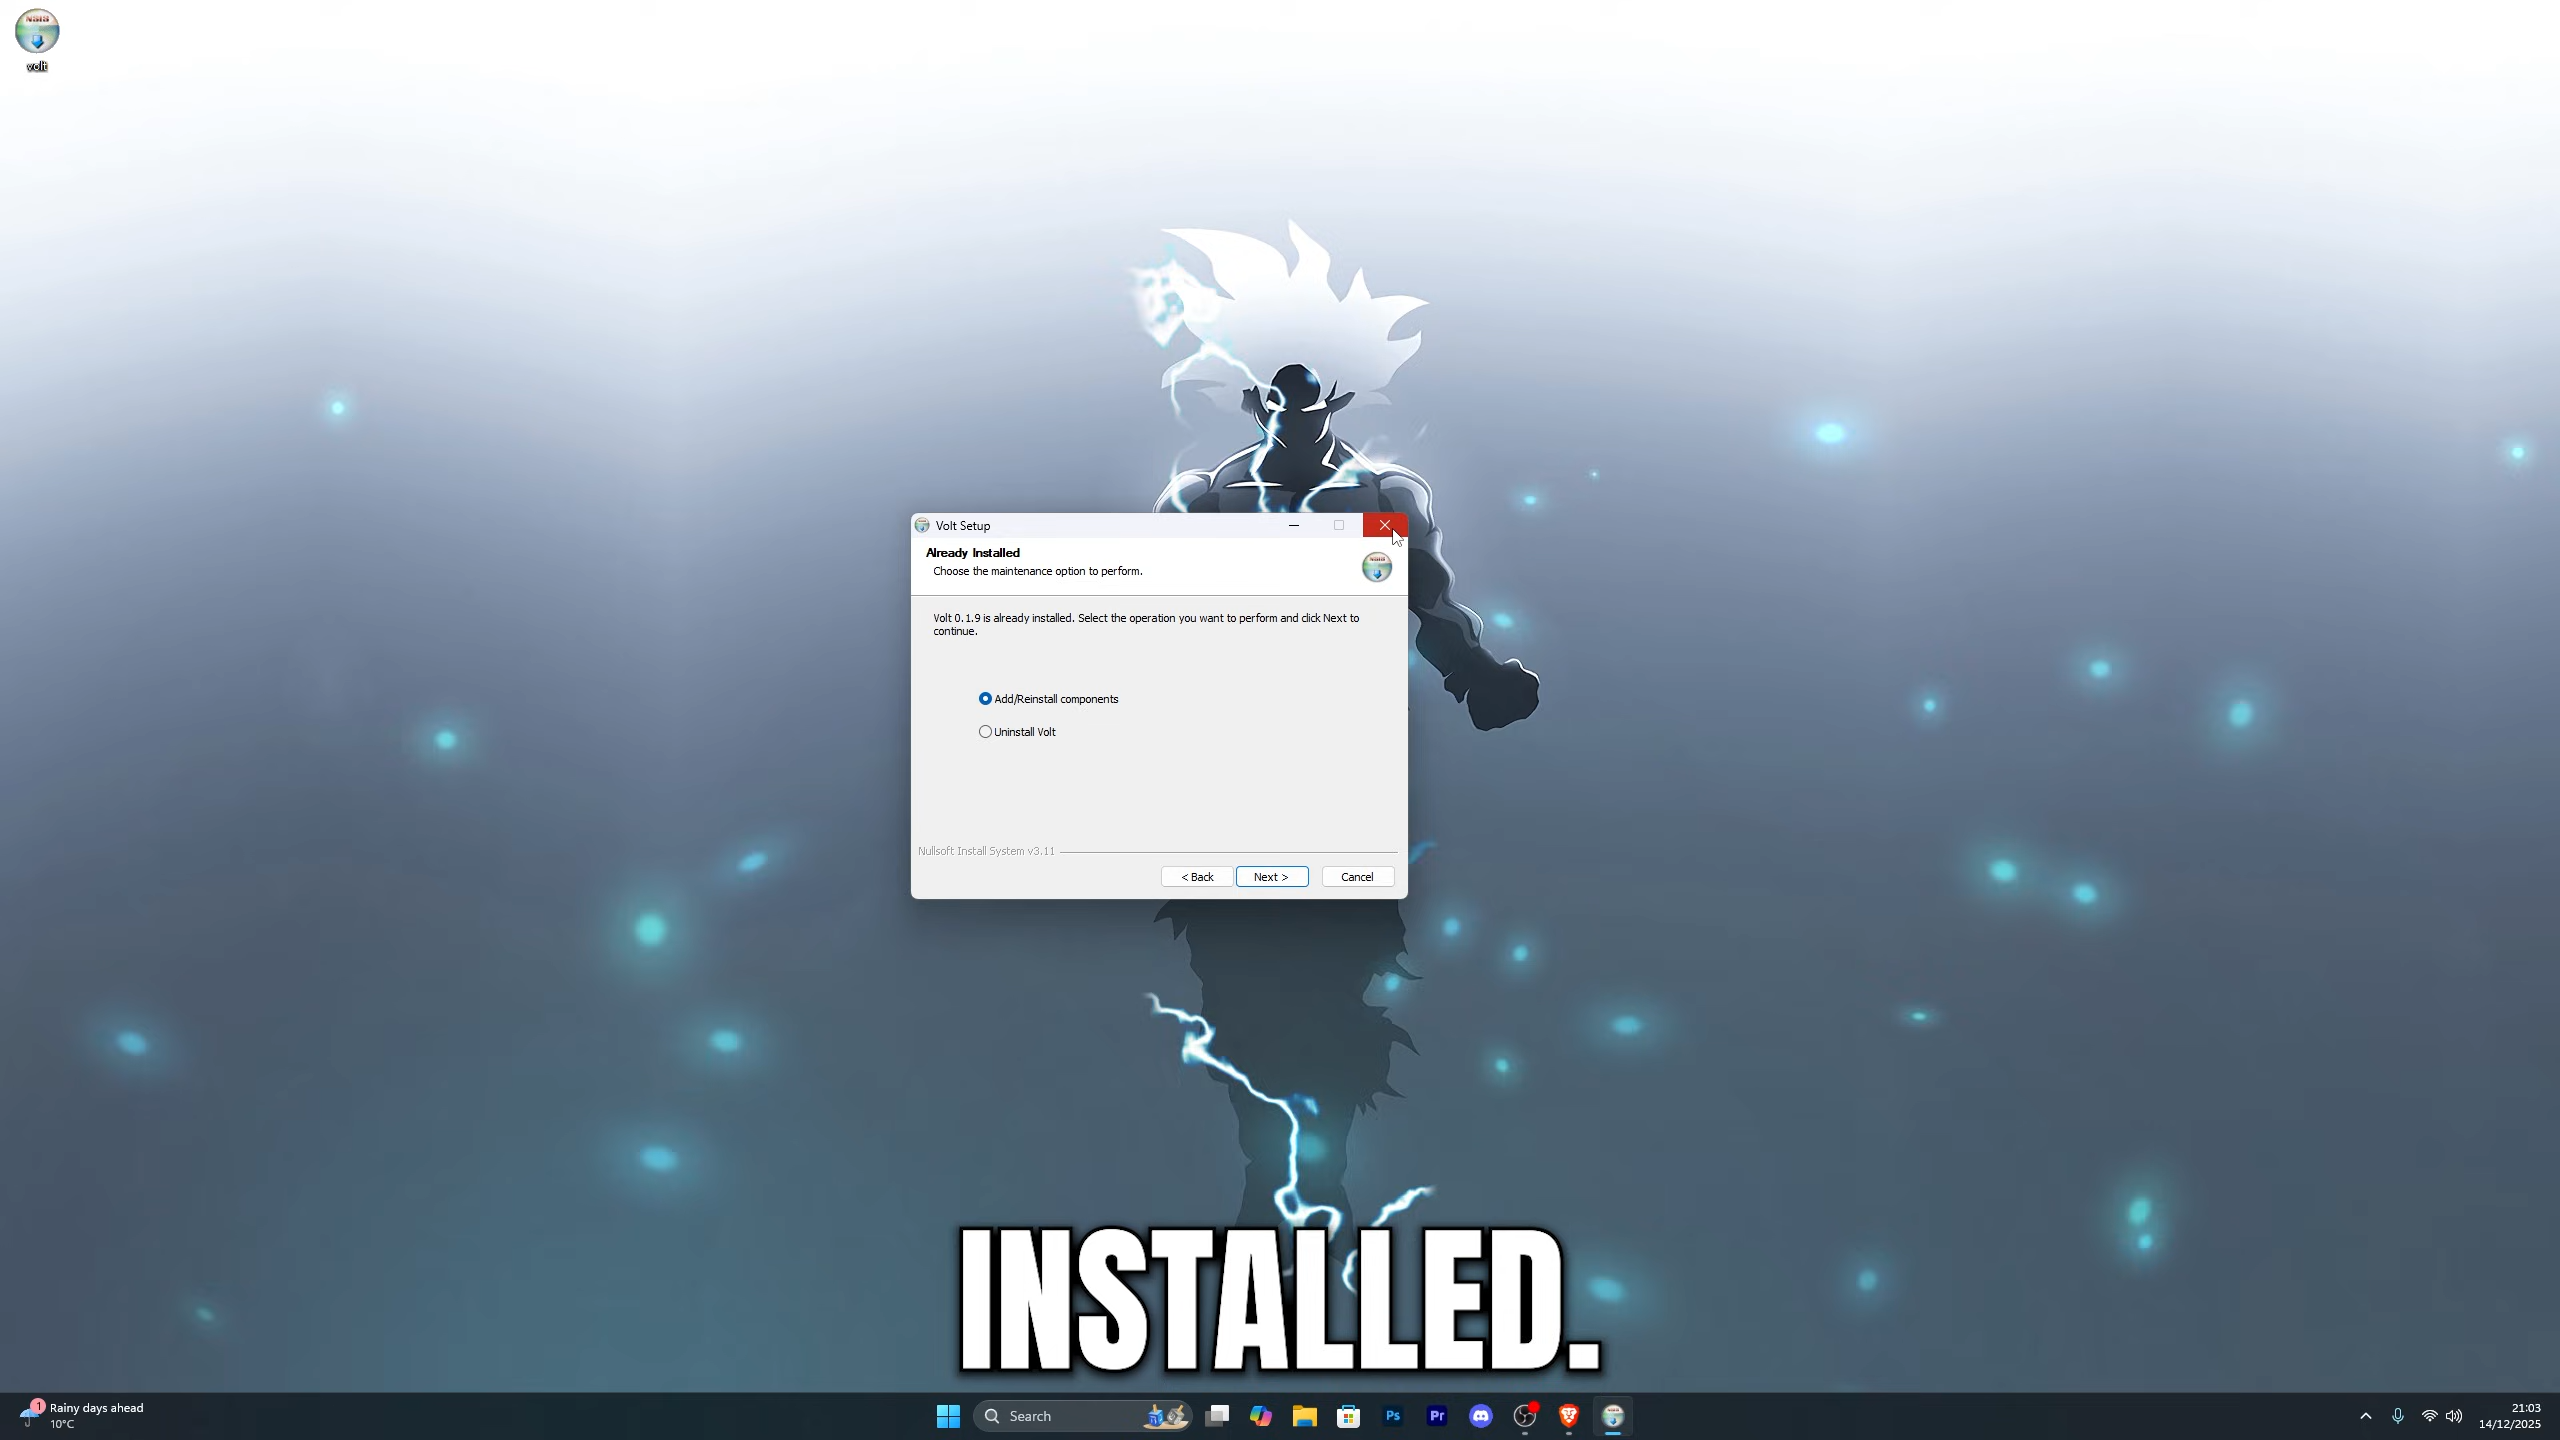 NSIS
volt
Volt Setup
Already Installed
Choose the maintenance option to perform.
Volt 0.1.9 is already installed. Select the operation you want to perform and click Next to
continue.
Add/Reinstall components
Uninstall Volt
Nullsoft Install System v3.11
< Back
Next >
Cancel
INSTALLED.
1
Rainy days ahead
10°C
Search
Ps
Pr
21:03
14/12/2025